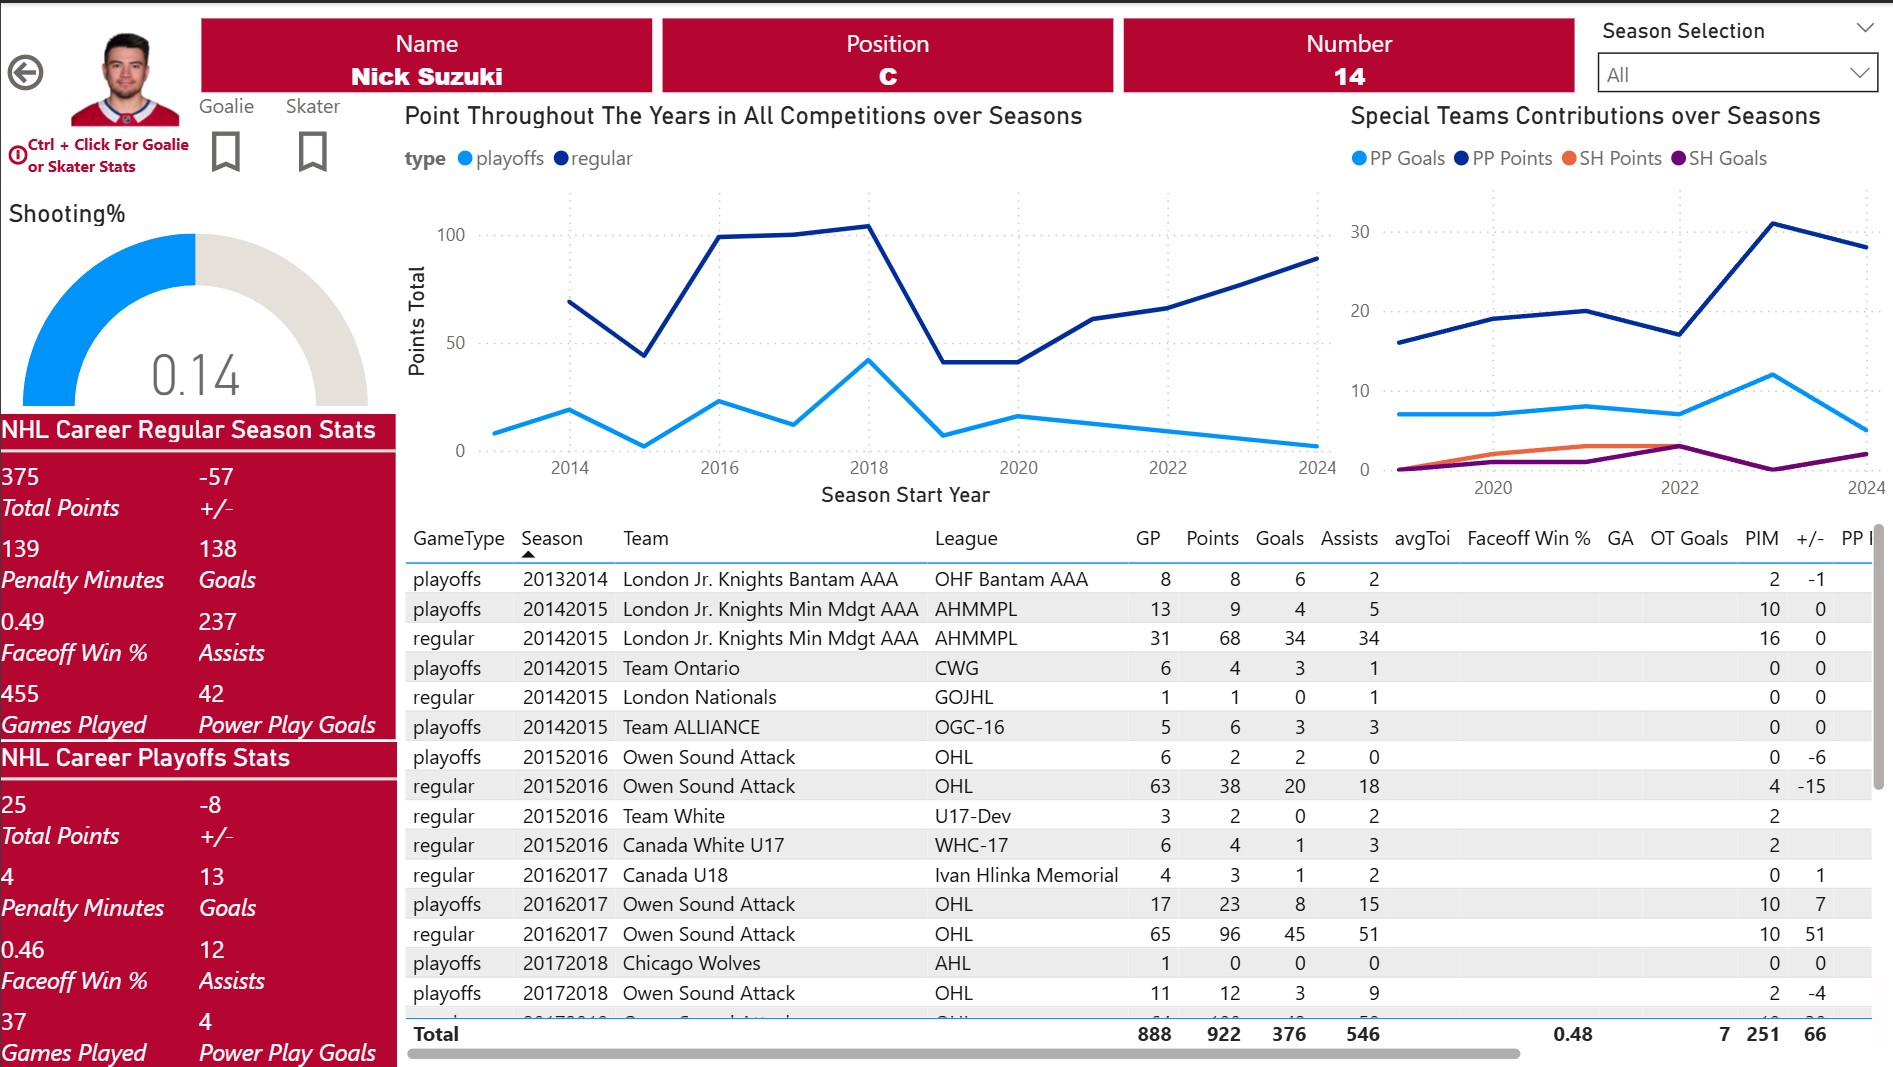 Name
Nick Suzuki
Position
C
Number
14
Season Selection
All
Goalie
Skater
Ctrl + Click For Goalie
or Skater Stats
Shooting%
0.14
Point Throughout The Years in All Competitions over Seasons
type playoffs regular
Points Total
100
50
0
2014 2016 2018 2020 2022 2024
Season Start Year
Special Teams Contributions over Seasons
PP Goals PP Points SH Points SH Goals
30
20
10
0
2020 2022 2024
NHL Career Regular Season Stats
375 -57
Total Points +/-
139 138
Penalty Minutes Goals
0.49 237
Faceoff Win % Assists
455 42
Games Played Power Play Goals
NHL Career Playoffs Stats
25 -8
Total Points +/-
4 13
Penalty Minutes Goals
0.46 12
Faceoff Win % Assists
37 4
Games Played Power Play Goals
GameType Season Team League GP Points Goals Assists avgToi Faceoff Win % GA OT Goals PIM +/- PP
playoffs 20132014 London Jr. Knights Bantam AAA OHF Bantam AAA 8 8 6 2 2 -1
playoffs 20142015 London Jr. Knights Min Mdgt AAA AHMMPL 13 9 4 5 10 0
regular 20142015 London Jr. Knights Min Mdgt AAA AHMMPL 31 68 34 34 16 0
playoffs 20142015 Team Ontario CWG 6 4 3 1 0 0
regular 20142015 London Nationals GOJHL 1 1 0 1 0 0
playoffs 20142015 Team ALLIANCE OGC-16 5 6 3 3 0 0
playoffs 20152016 Owen Sound Attack OHL 6 2 2 0 0 -6
regular 20152016 Owen Sound Attack OHL 63 38 20 18 4 -15
regular 20152016 Team White U17-Dev 3 2 0 2 2
regular 20152016 Canada White U17 WHC-17 6 4 1 3 2
regular 20162017 Canada U18 Ivan Hlinka Memorial 4 3 1 2 0 1
playoffs 20162017 Owen Sound Attack OHL 17 23 8 15 10 7
regular 20162017 Owen Sound Attack OHL 65 96 45 51 10 51
playoffs 20172018 Chicago Wolves AHL 1 0 0 0 0 0
playoffs 20172018 Owen Sound Attack OHL 11 12 3 9 2 -4
Total 888 922 376 546 0.48 7 251 66